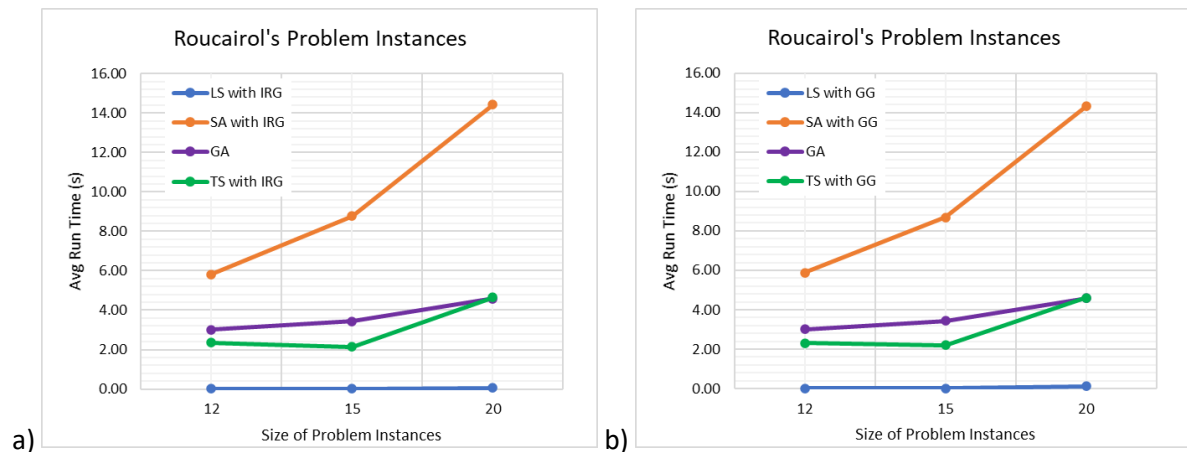 Roucairol's Problem Instances
16.00
14.00
12.00
10.00
8.00
6.00
4.00
2.00
0.00
Avg Run Time (s)
LS with IRG
SA with IRG
GA
TS with IRG
12 15 20
Size of Problem Instances
a)
Roucairol's Problem Instances
16.00
14.00
12.00
10.00
8.00
6.00
4.00
2.00
0.00
Avg Run Time (s)
LS with GG
SA with GG
GA
TS with GG
12 15 20
Size of Problem Instances
b)